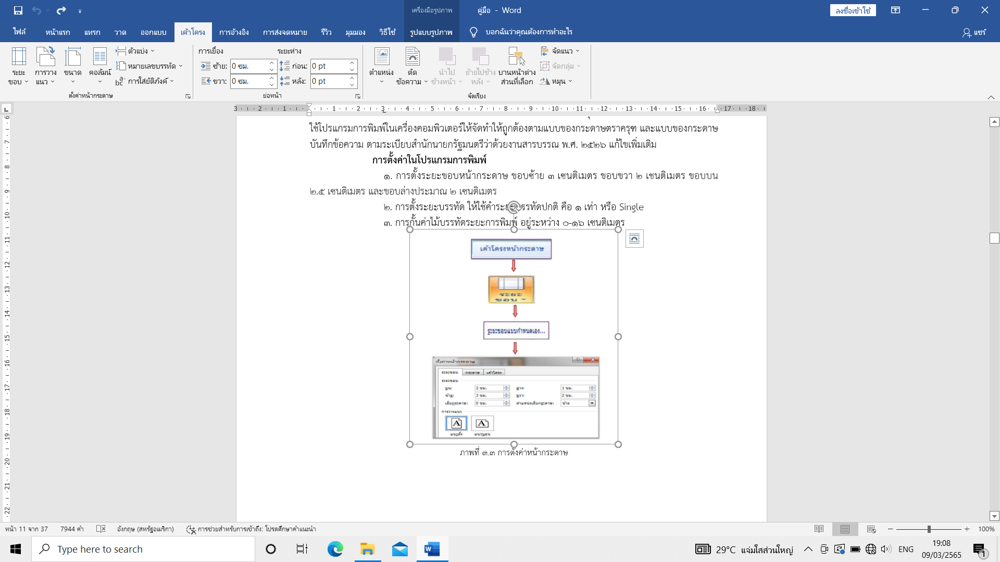 เครื่องมือรูปภาพ
คู่มือ - Word
ลงชื่อเข้าใช้
ไฟล์ หน้าแรก แทรก วาด ออกแบบ เค้าโครง การอ้างอิง การส่งจดหมาย รีวิว มุมมอง วิธีใช้ รูปแบบรูปภาพ บอกฉันว่าคุณต้องการทำอะไร แชร์
ระยะ
ขอบ
การวาง
แนว
ขนาด
คอลัมน์
ตัวแบ่ง
หมายเลขบรรทัด
การใส่ยัติภังค์
ตั้งค่าหน้ากระดาษ
การเยื้อง
ซ้าย: 0 ซม.
ขวา: 0 ซม.
ระยะห่าง
ก่อน: 0 pt
หลัง: 0 pt
ย่อหน้า
ตำแหน่ง
ตัด
ข้อความ
นำไป
ข้างหน้า
ย้ายไปข้าง
หลัง
บานหน้าต่าง
ส่วนที่เลือก
จัดแนว
จัดกลุ่ม
หมุน
จัดเรียง
3 2 1 1 2 3 4 5 6 7 8 9 10 11 12 13 14 15 16 17 18
6 7 8 9 10 11 12 13 14 15 16 17 18 19 20 21 22
ใช้โปรแกรมการพิมพ์ในเครื่องคอมพิวเตอร์ให้จัดทำให้ถูกต้องตามแบบของกระดาษตราครุฑ และแบบของกระดาษ
บันทึกข้อความ ตามระเบียบสำนักนายกรัฐมนตรีว่าด้วยงานสารบรรณ พ.ศ. ๒๕๒๖ แก้ไขเพิ่มเติม
การตั้งค่าในโปรแกรมการพิมพ์
๑. การตั้งระยะขอบหน้ากระดาษ ขอบซ้าย ๓ เซนติเมตร ขอบขวา ๒ เซนติเมตร ขอบบน
๒.๕ เซนติเมตร และขอบล่างประมาณ ๒ เซนติเมตร
๒. การตั้งระยะบรรทัด ให้ใช้คำระยะบรรทัดปกติ คือ ๑ เท่า หรือ Single
๓. การกั้นค่าไม้บรรทัดระยะการพิมพ์ อยู่ระหว่าง ๐-๑๖ เซนติเมตร
เค้าโครงหน้ากระดาษ
ระยะ
ขอบ
ระยะขอบแบบกำหนดเอง...
ตั้งค่าหน้ากระดาษ
ระยะขอบ กระดาษ เค้าโครง
ระยะขอบ
บน: 2 ซม. ล่าง: 1 ซม.
ซ้าย: 3 ซม. ขวา: 2 ซม.
เย็บกระดาษ: 0 ซม. ตำแหน่งเย็บกระดาษ: ซ้าย
การวางแนว
แนวตั้ง แนวนอน
ภาพที่ ๓.๓ การตั้งค่าหน้ากระดาษ
หน้า 11 จาก 37 7944 คำ อังกฤษ (สหรัฐอเมริกา) การช่วยสำหรับการเข้าถึง: โปรดศึกษาคำแนะนำ 100%
Type here to search
29°C แจ่มใสส่วนใหญ่
ENG
19:08
09/03/2565
1